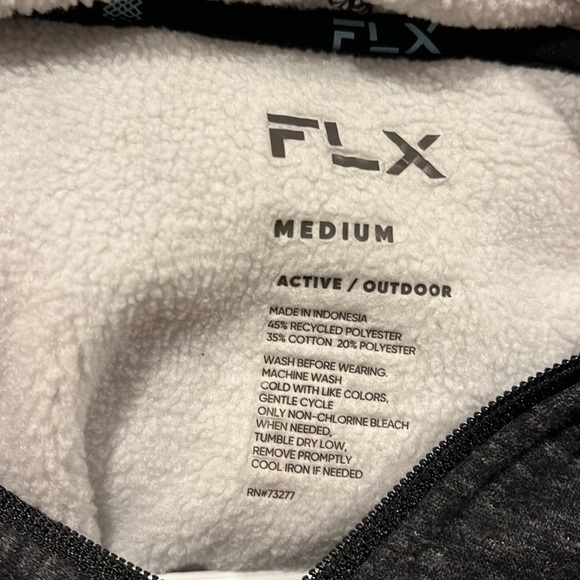 FLX
FLX
MEDIUM
ACTIVE / OUTDOOR
MADE IN INDONESIA
45% RECYCLED POLYESTER
35% COTTON 20% POLYESTER
WASH BEFORE WEARING.
MACHINE WASH
COLD WITH LIKE COLORS,
GENTLE CYCLE
ONLY NON-CHLORINE BLEACH
WHEN NEEDED,
TUMBLE DRY LOW,
REMOVE PROMPTLY
COOL IRON IF NEEDED
RN#73277